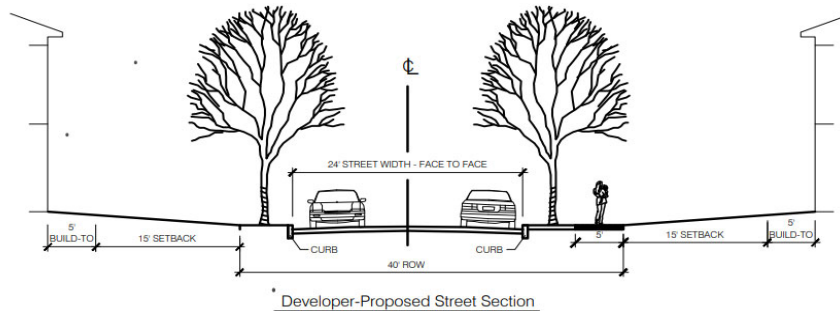 ℄
24' STREET WIDTH - FACE TO FACE
5'
BUILD-TO
15' SETBACK
CURB
CURB
5'
15' SETBACK
5'
BUILD-TO
40' ROW
Developer-Proposed Street Section